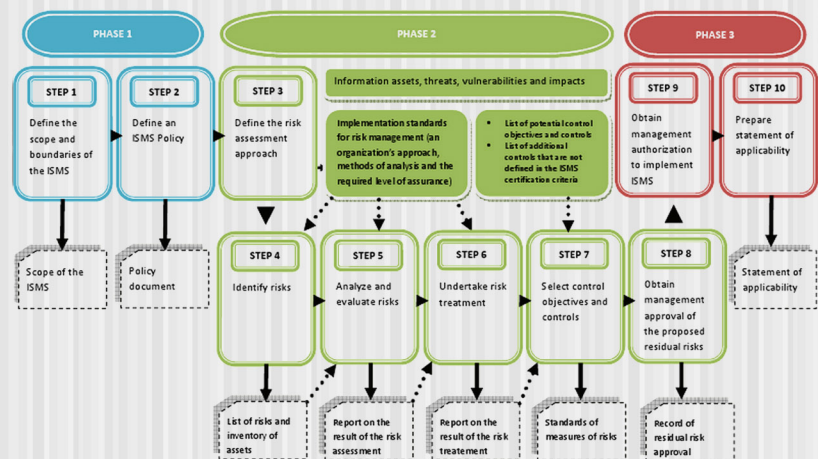 PHASE 1
PHASE 2
PHASE 3
STEP 1
Define the
scope and
boundaries of
the ISMS
STEP 2
Define an
ISMS Policy
STEP 3
Define the risk
assessment
approach
Information assets, threats, vulnerabilities and impacts
Implementation standards
for risk management (an
organization's approach,
methods of analysis and the
required level of assurance)
• List of potential control
objectives and controls
• List of additional
controls that are not
defined in the ISMS
certification criteria
STEP 9
Obtain
management
authorization
to implement
ISMS
STEP 10
Prepare
statement of
applicability
Scope of the
ISMS
Policy
document
STEP 4
Identify risks
STEP 5
Analyze and
evaluate risks
STEP 6
Undertake risk
treatment
STEP 7
Select control
objectives and
controls
STEP 8
Obtain
management
approval of
the proposed
residual risks
Statement of
applicability
List of risks and
inventory of
assets
Report on the
result of the risk
assessment
Report on the
result of the risk
treatement
Standards of
measures of risks
Record of
residual risk
approval